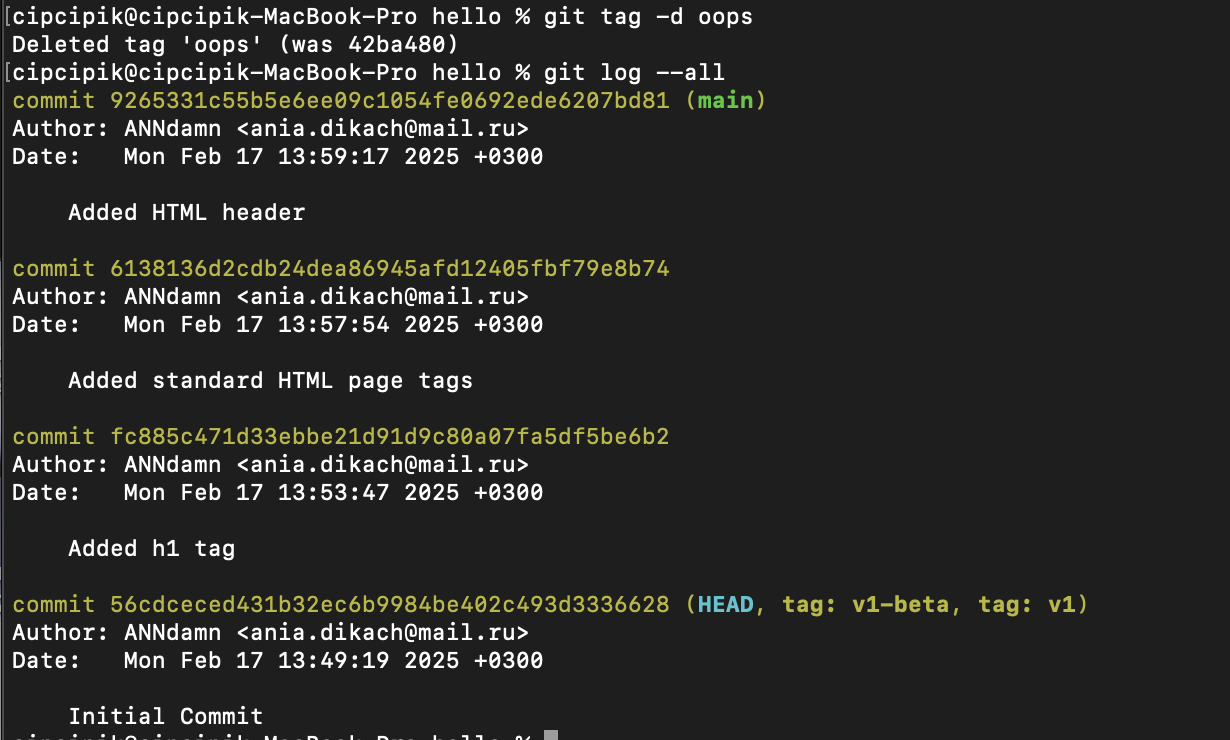 [cipcipik@cipcipik-MacBook-Pro hello % git tag -d oops
Deleted tag 'oops' (was 42ba480)
[cipcipik@cipcipik-MacBook-Pro hello % git log --all
commit 9265331c55b5e6ee09c1054fe0692ede6207bd81 (main)
Author: ANNdamn <ania.dikach@mail.ru>
Date:   Mon Feb 17 13:59:17 2025 +0300
Added HTML header
commit 6138136d2cdb24dea86945afd12405fbf79e8b74
Author: ANNdamn <ania.dikach@mail.ru>
Date:   Mon Feb 17 13:57:54 2025 +0300
Added standard HTML page tags
commit fc885c471d33ebbe21d91d9c80a07fa5df5be6b2
Author: ANNdamn <ania.dikach@mail.ru>
Date:   Mon Feb 17 13:53:47 2025 +0300
Added h1 tag
commit 56cdceced431b32ec6b9984be402c493d3336628 (HEAD, tag: v1-beta, tag: v1)
Author: ANNdamn <ania.dikach@mail.ru>
Date:   Mon Feb 17 13:49:19 2025 +0300
Initial Commit
cipcipik@cipcipik-MacBook-Pro hello %